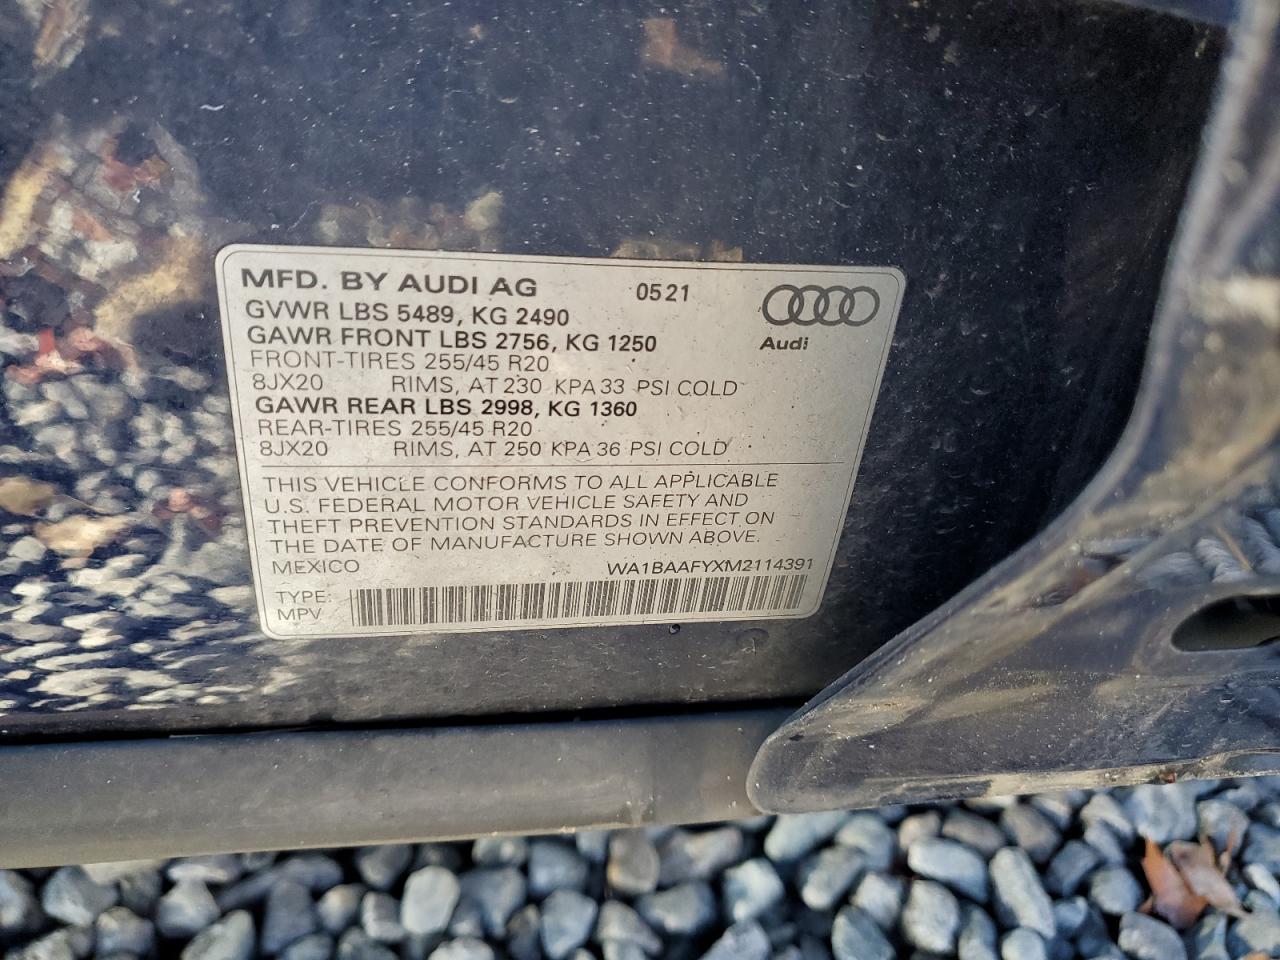 MFD. BY AUDI AG 0521
GVWR LBS 5489, KG 2490
GAWR FRONT LBS 2756, KG 1250
Audi
FRONT-TIRES 255/45 R20
8JX20 RIMS, AT 230 KPA 33 PSI COLD
GAWR REAR LBS 2998, KG 1360
REAR-TIRES 255/45 R20
8JX20 RIMS, AT 250 KPA 36 PSI COLD
THIS VEHICLE CONFORMS TO ALL APPLICABLE
U.S. FEDERAL MOTOR VEHICLE SAFETY AND
THEFT PREVENTION STANDARDS IN EFFECT ON
THE DATE OF MANUFACTURE SHOWN ABOVE.
MEXICO WA1BAAFYXM2114391
TYPE:
MPV